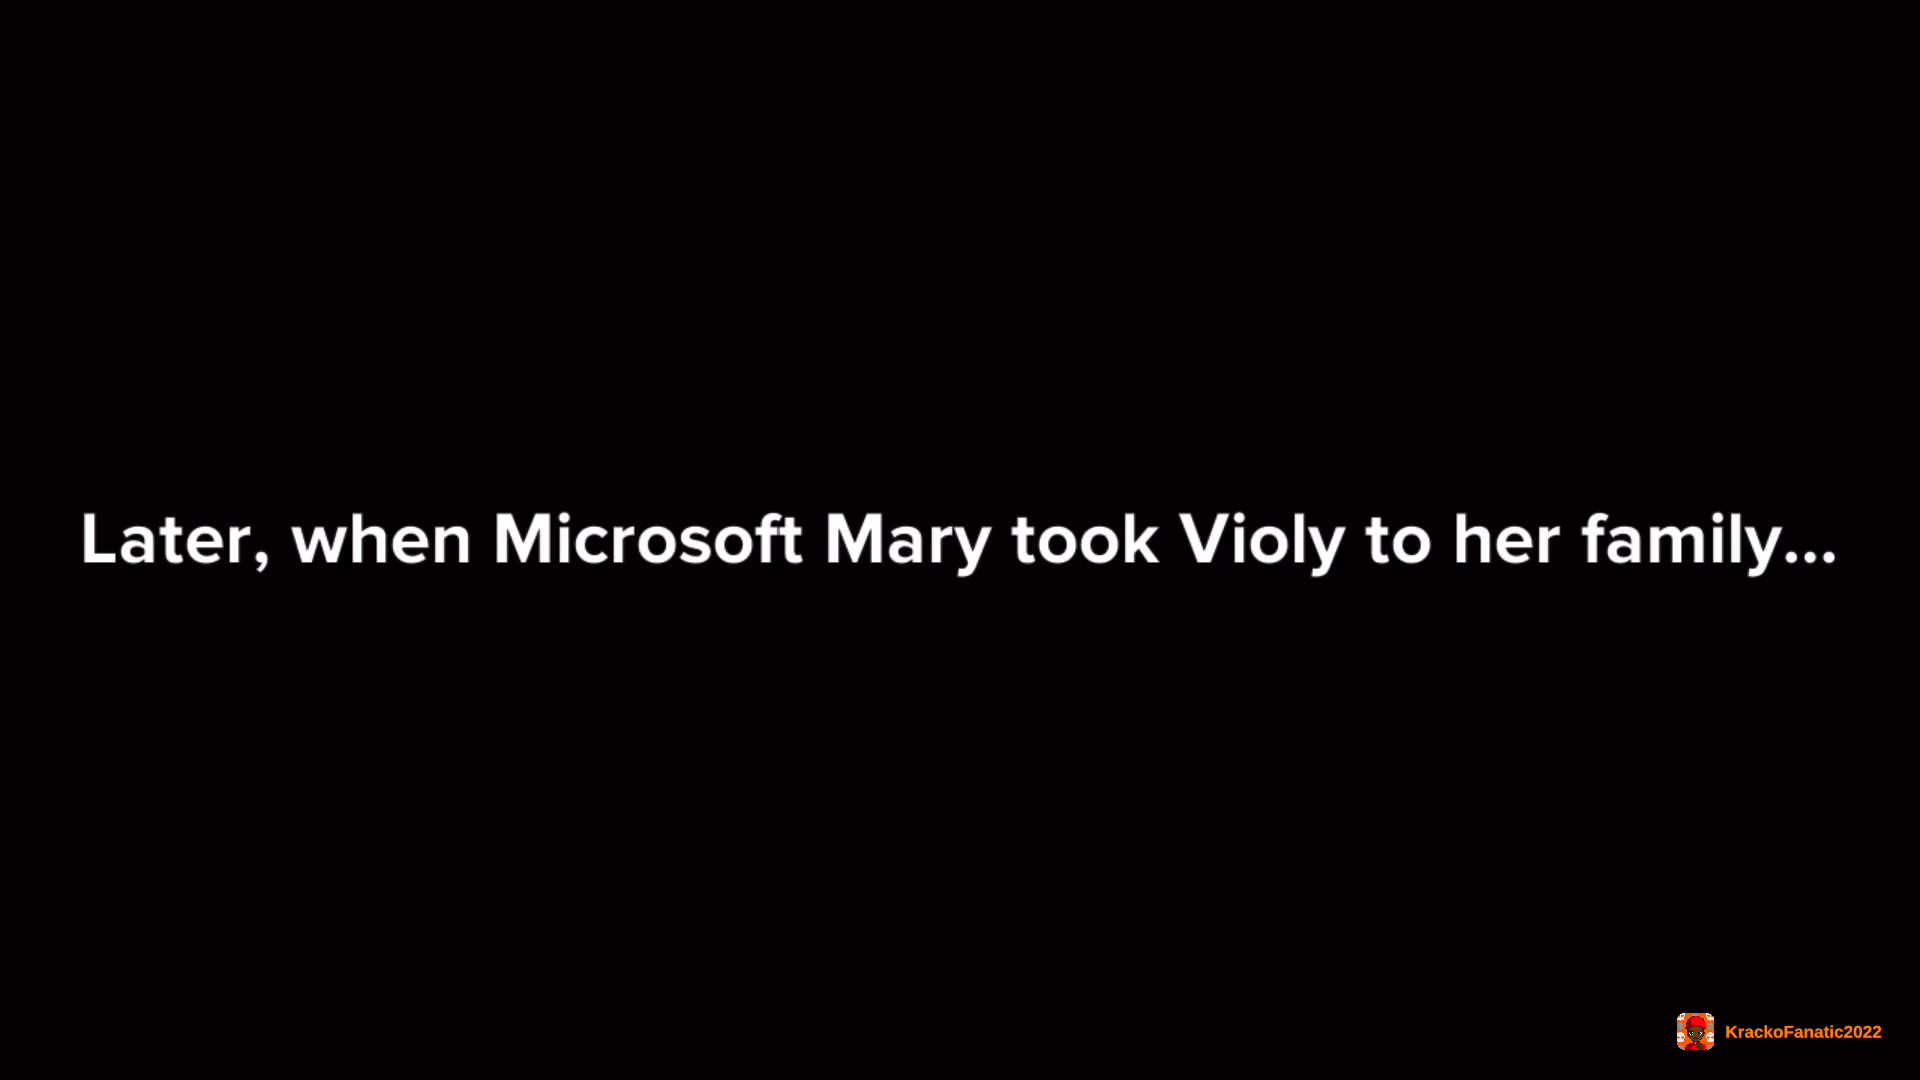 Later, when Microsoft Mary took Violy to her family...
KrackoFanatic2022